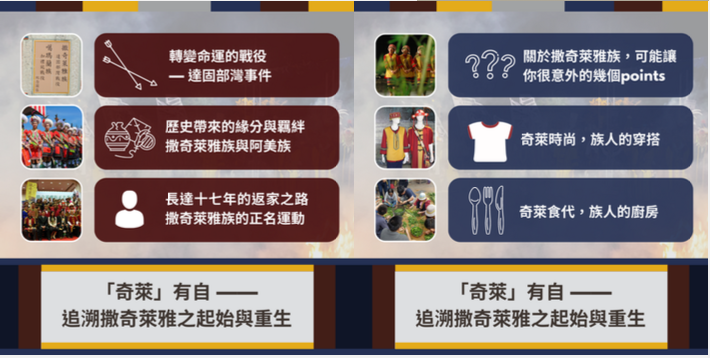 轉變命運的戰役
— 達固部灣事件
歷史帶來的緣分與羈絆
撒奇萊雅族與阿美族
長達十七年的返家之路
撒奇萊雅族的正名運動
「奇萊」有自 ——
追溯撒奇萊雅之起始與重生
???
關於撒奇萊雅族，可能讓
你很意外的幾個points
奇萊時尚，族人的穿搭
奇萊食代，族人的廚房
「奇萊」有自 ——
追溯撒奇萊雅之起始與重生